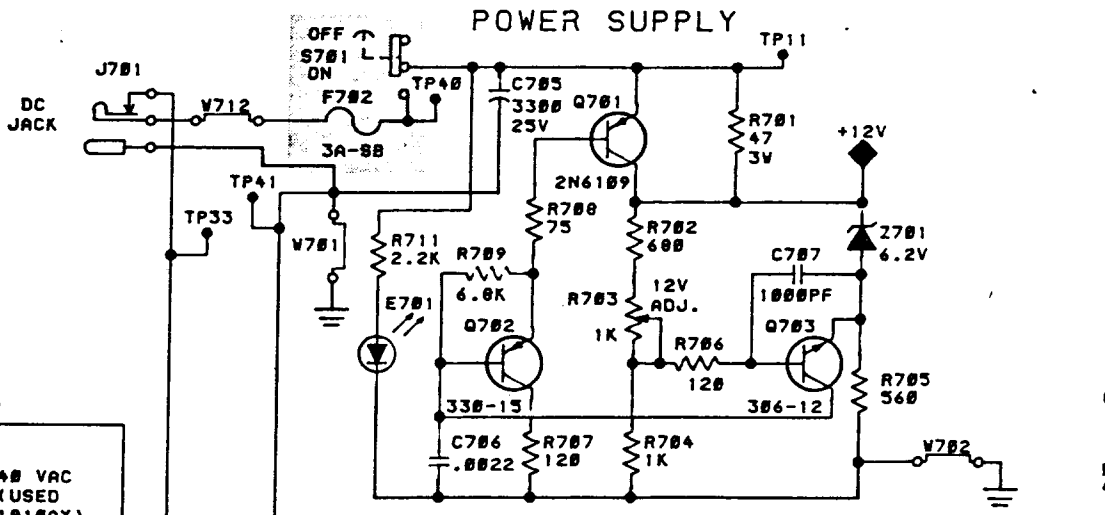 POWER SUPPLY
OFF
S701
ON
TP11
J701
DC
JACK
W712
F702
3A-SB
TP40
C705
3300
25V
Q701
2N6109
R701
47
3W
+12V
TP41
TP33
W701
R711
2.2K
E701
R709
6.8K
R708
75
R702
680
R703
1K
12V
ADJ.
C707
1000PF
Z701
6.2V
Q702
330-15
R706
120
Q703
306-12
R705
560
C706
.0022
R707
120
R704
1K
W702
40 VAC
(USED